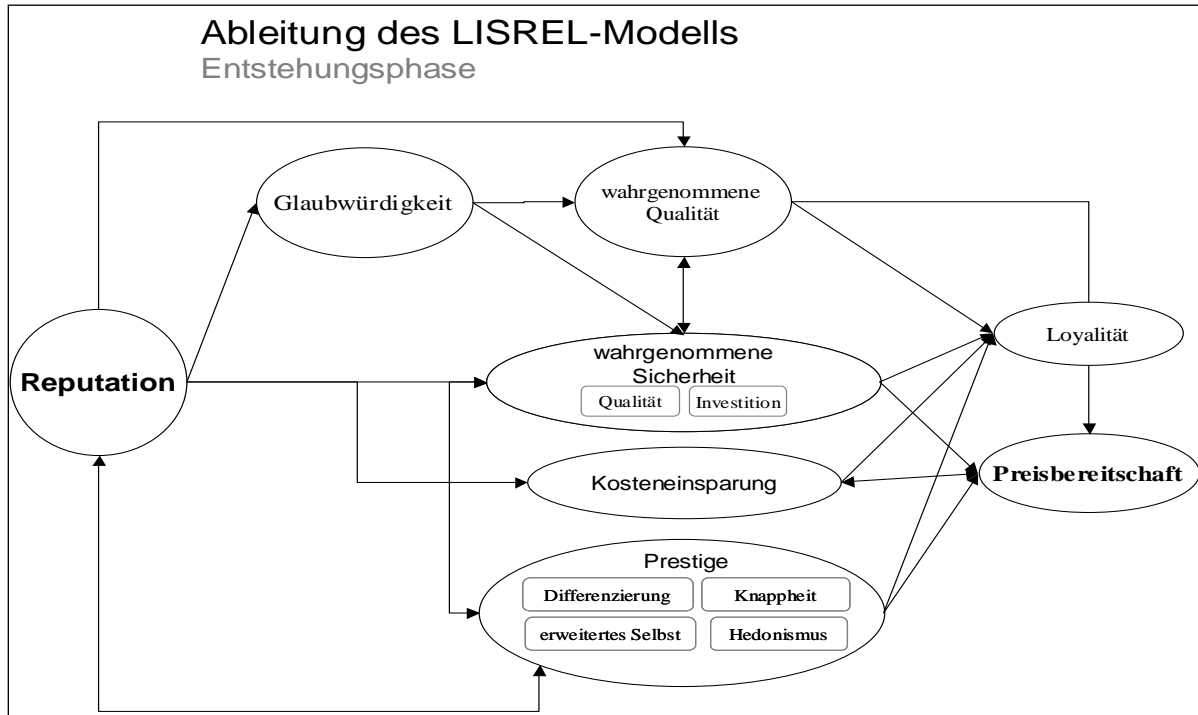 Ableitung des LISREL-Modells
Entstehungsphase
Glaubwürdigkeit
wahrgenommene
Qualität
Reputation
wahrgenommene
Sicherheit
Qualität
Investition
Loyalität
Kosteneinsparung
Preisbereitschaft
Prestige
Differenzierung
Knappheit
erweitertes Selbst
Hedonismus